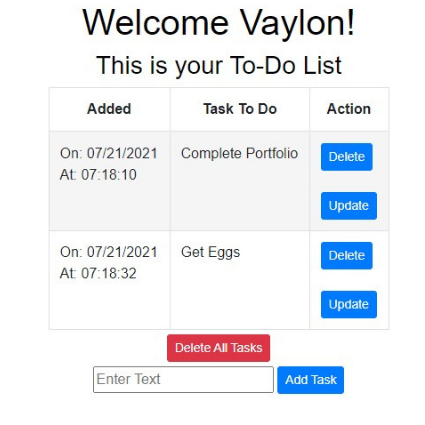 Welcome Vaylon!
This is your To-Do List
Added Task To Do Action
On: 07/21/2021 Complete Portfolio Delete
At: 07:18:10
Update
On: 07/21/2021 Get Eggs Delete
At: 07:18:32
Update
Delete All Tasks
Enter Text Add Task